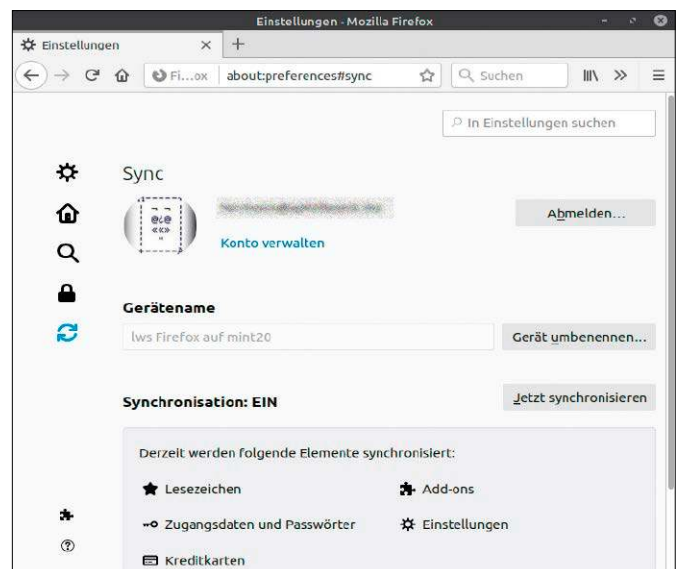 Einstellungen - Mozilla Firefox
Einstellungen
Fi...ox about:preferences#sync Suchen
In Einstellungen suchen
Sync
Abmelden...
Konto verwalten
Gerätename
lws Firefox auf mint20 Gerät umbenennen...
Synchronisation: EIN Jetzt synchronisieren
Derzeit werden folgende Elemente synchronisiert:
Lesezeichen Add-ons
Zugangsdaten und Passwörter Einstellungen
Kreditkarten